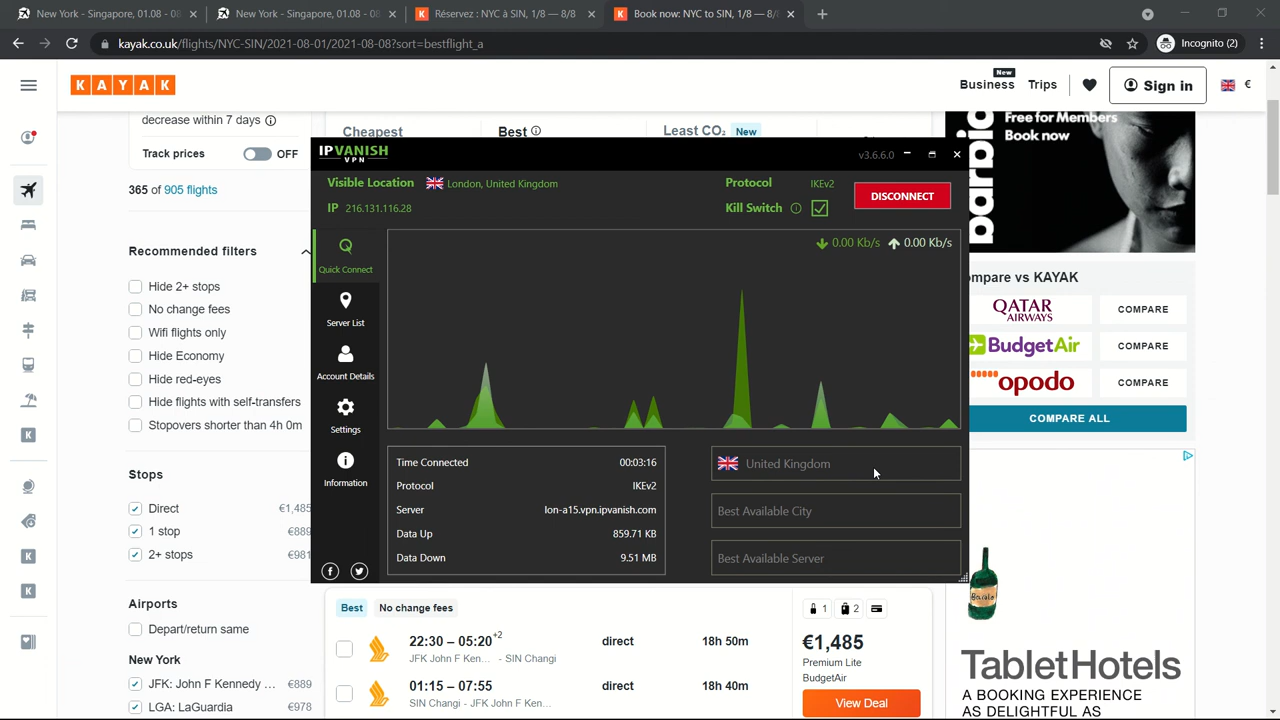 New York - Singapore, 01.08 - 08
New York - Singapore, 01.08 - 08
Réservez : NYC à SIN, 1/8 — 8/8
Book now: NYC to SIN, 1/8 — 8/8
kayak.co.uk/flights/NYC-SIN/2021-08-01/2021-08-08?sort=bestflight_a
Incognito (2)
KAYAK
New
Business
Trips
Sign in
€
decrease within 7 days
Track prices
OFF
365 of 905 flights
Recommended filters
Hide 2+ stops
No change fees
Wifi flights only
Hide Economy
Hide red-eyes
Hide flights with self-transfers
Stopovers shorter than 4h 0m
Stops
Direct €1,485
1 stop €889
2+ stops €981
Airports
Depart/return same
New York
JFK: John F Kennedy ... €889
LGA: LaGuardia €978
Cheapest
Best
Least CO₂ New
IPVANISH
VPN
v3.6.6.0
Visible Location London, United Kingdom
IP 216.131.116.28
Protocol IKEv2
Kill Switch
DISCONNECT
Quick Connect
Server List
Account Details
Settings
Information
0.00 Kb/s 0.00 Kb/s
Time Connected 00:03:16
Protocol IKEv2
Server lon-a15.vpn.ipvanish.com
Data Up 859.71 KB
Data Down 9.51 MB
United Kingdom
Best Available City
Best Available Server
Best No change fees
22:30 – 05:20+2 direct 18h 50m
JFK John F Ken... - SIN Changi
01:15 – 07:55 direct 18h 40m
SIN Changi - JFK John F Ken...
1 2
€1,485
Premium Lite
BudgetAir
View Deal
Free for Members
Book now
barbic
mpare vs KAYAK
QATAR
AIRWAYS
COMPARE
BudgetAir
COMPARE
opodo
COMPARE
COMPARE ALL
TabletHotels
A BOOKING EXPERIENCE
AS DELIGHTFUL AS